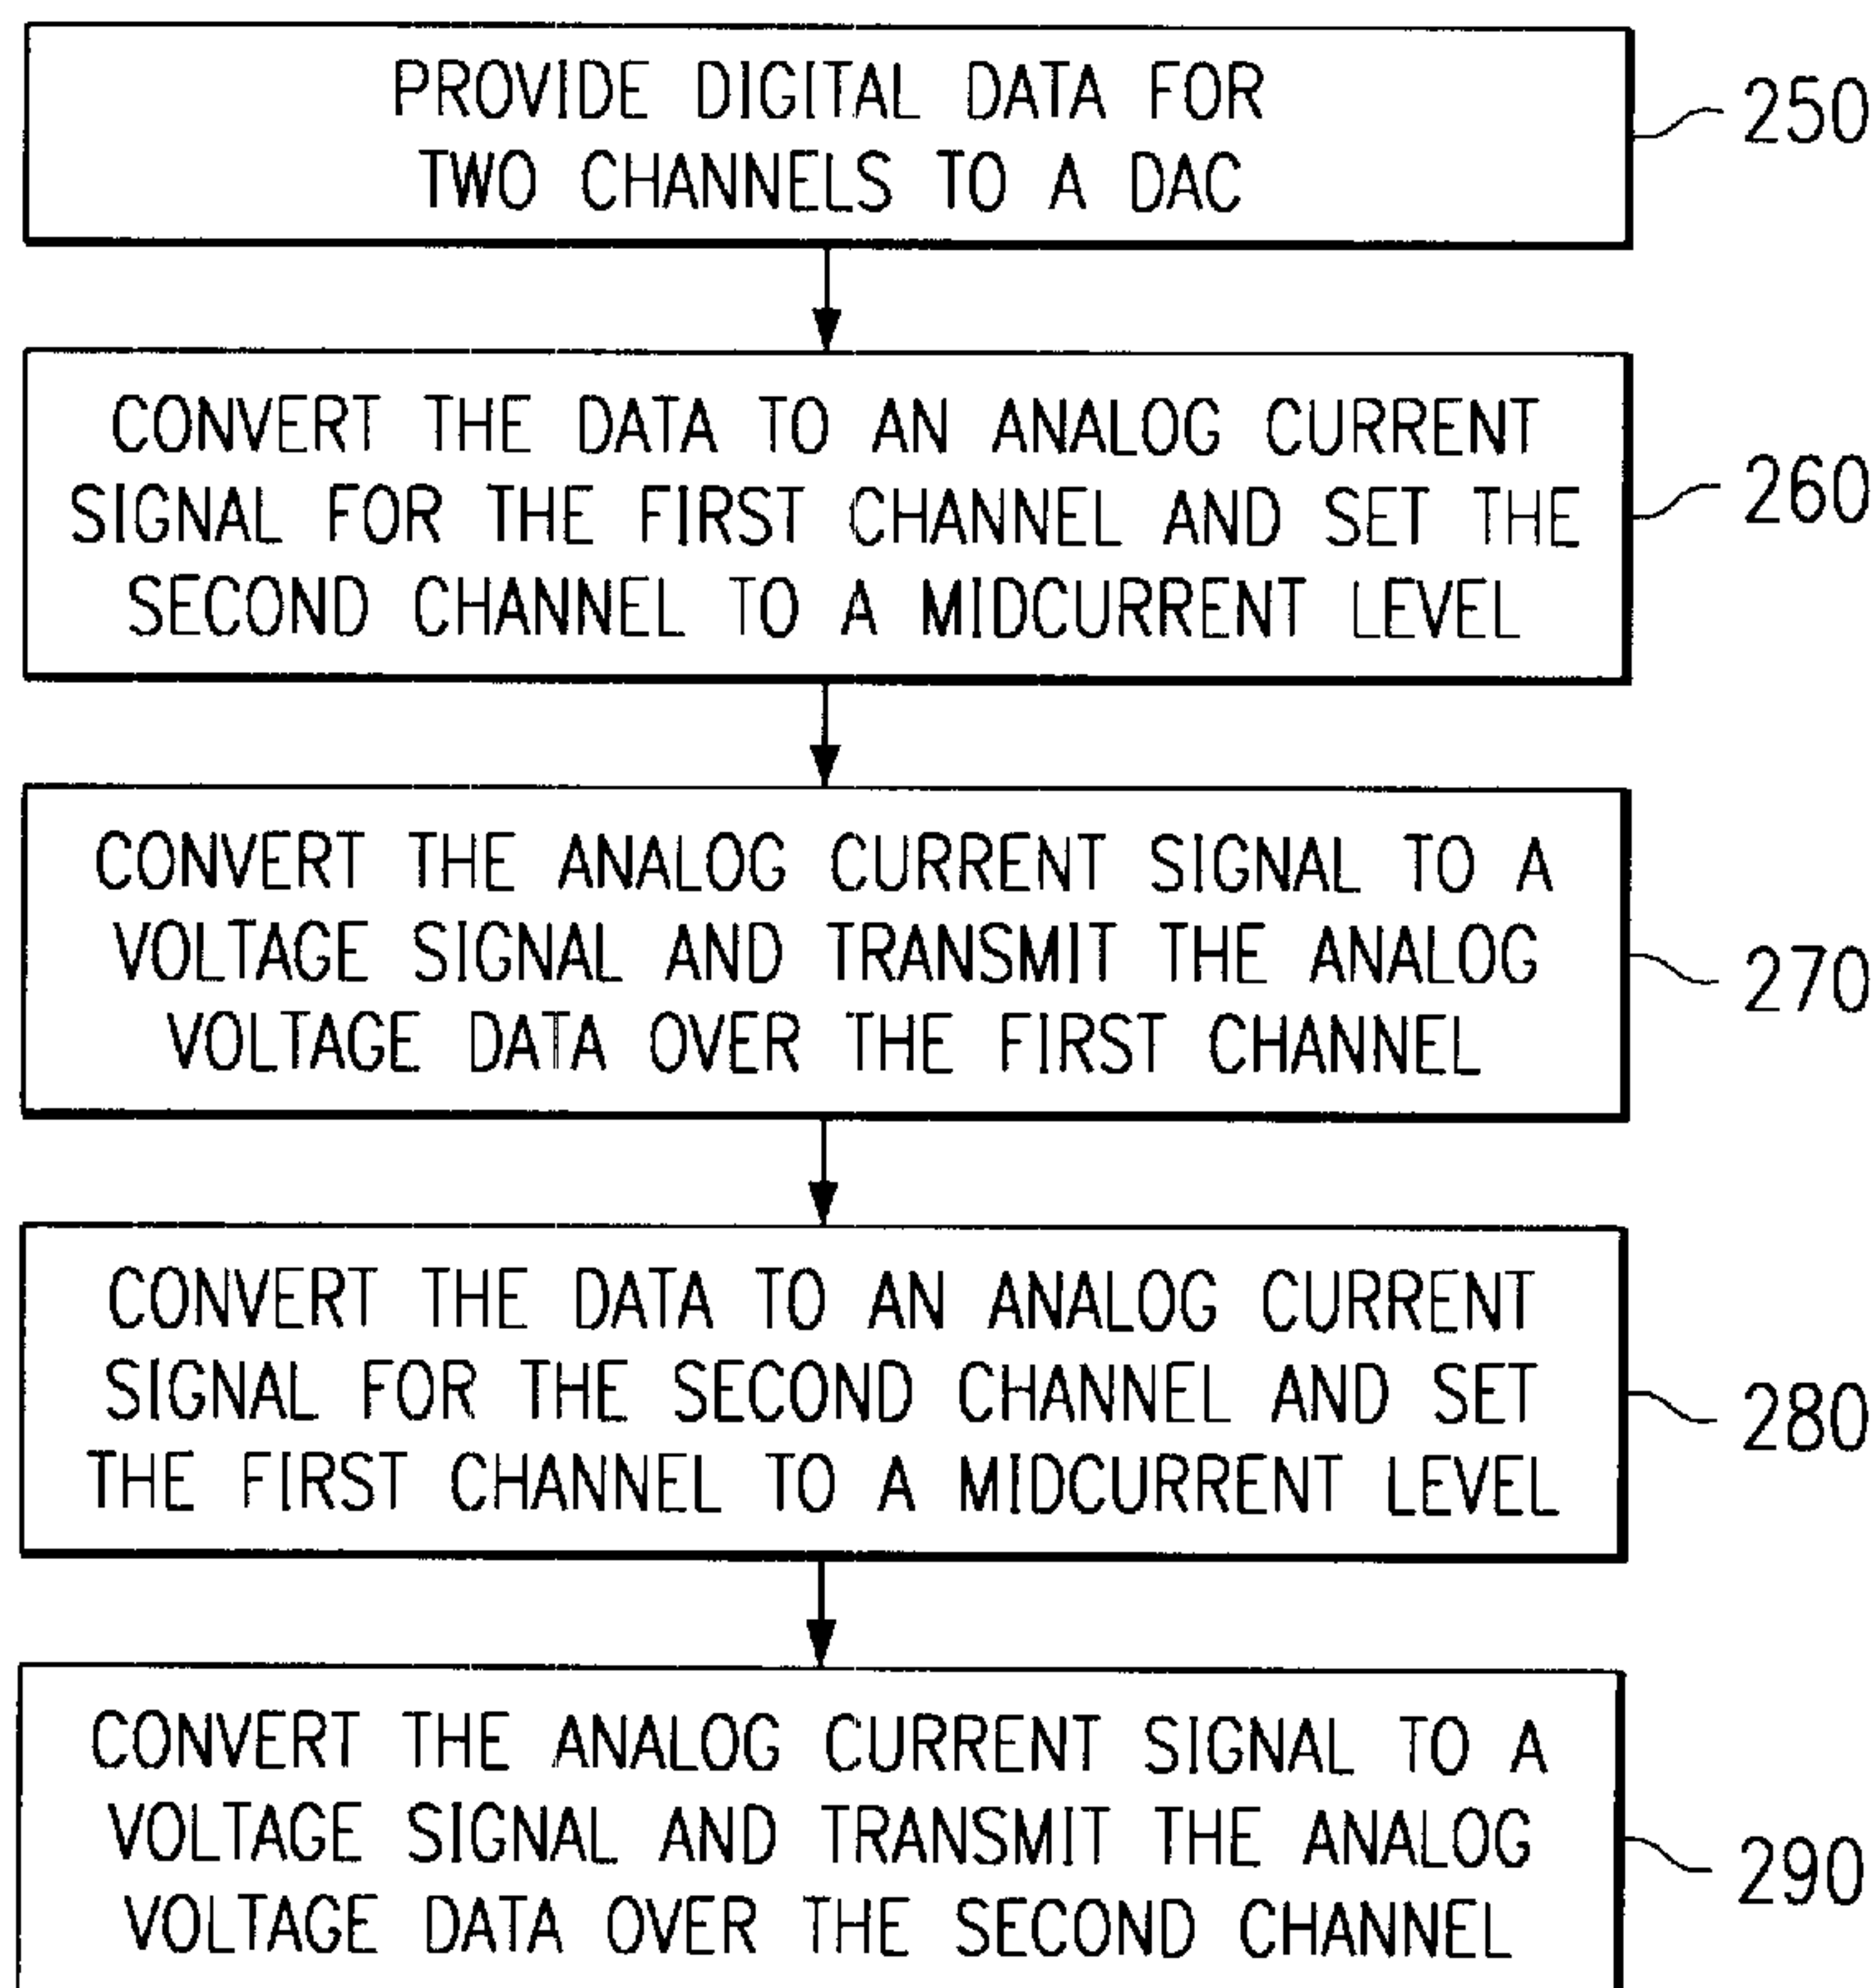 PROVIDE DIGITAL DATA FOR
TWO CHANNELS TO A DAC
250
CONVERT THE DATA TO AN ANALOG CURRENT
SIGNAL FOR THE FIRST CHANNEL AND SET THE
SECOND CHANNEL TO A MIDCURRENT LEVEL
260
CONVERT THE ANALOG CURRENT SIGNAL TO A
VOLTAGE SIGNAL AND TRANSMIT THE ANALOG
VOLTAGE DATA OVER THE FIRST CHANNEL
270
CONVERT THE DATA TO AN ANALOG CURRENT
SIGNAL FOR THE SECOND CHANNEL AND SET
THE FIRST CHANNEL TO A MIDCURRENT LEVEL
280
CONVERT THE ANALOG CURRENT SIGNAL TO A
VOLTAGE SIGNAL AND TRANSMIT THE ANALOG
VOLTAGE DATA OVER THE SECOND CHANNEL
290